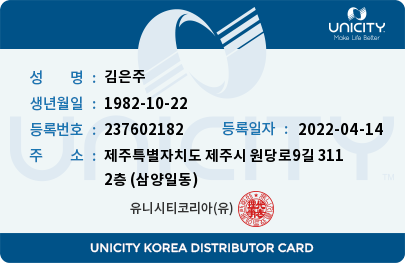 UNICITY
Make Life Better
성 명 : 김은주
생년월일 : 1982-10-22
등록번호 : 237602182 등록일자 : 2022-04-14
주 소 : 제주특별자치도 제주시 원당로9길 311
2층 (삼양일동)
UNICITY
TM
유니시티코리아(유)
UNICITY KOREA DISTRIBUTOR CARD